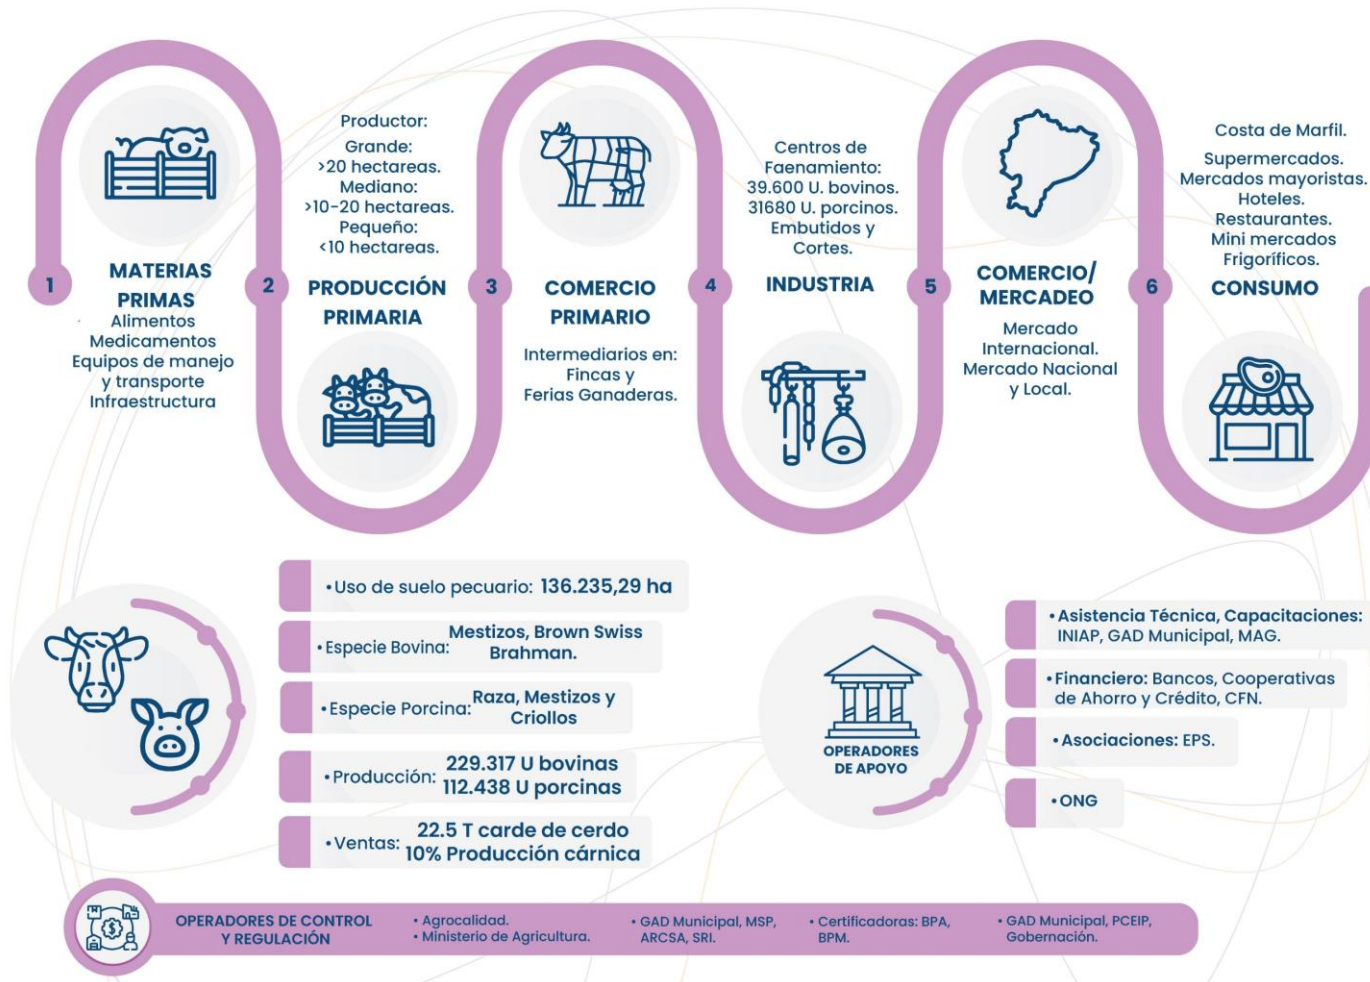 1
MATERIAS
PRIMAS
Alimentos
Medicamentos
Equipos de manejo
y transporte
Infraestructura
2
Productor:
Grande:
>20 hectareas.
Mediano:
>10-20 hectareas.
Pequeño:
<10 hectareas.
PRODUCCIÓN
PRIMARIA
3
COMERCIO
PRIMARIO
Intermediarios en:
Fincas y
Ferias Ganaderas.
4
Centros de
Faenamiento:
39.600 U. bovinos.
31680 U. porcinos.
Embutidos y
Cortes.
INDUSTRIA
5
COMERCIO/
MERCADEO
Mercado
Internacional.
Mercado Nacional
y Local.
6
Costa de Marfil.
Supermercados.
Mercados mayoristas.
Hoteles.
Restaurantes.
Mini mercados
Frigoríficos.
CONSUMO
• Uso de suelo pecuario: 136.235,29 ha
• Especie Bovina: Mestizos, Brown Swiss
Brahman.
• Especie Porcina: Raza, Mestizos y
Criollos
• Producción: 229.317 U bovinas
112.438 U porcinas
• Ventas: 22.5 T carde de cerdo
10% Producción cárnica
OPERADORES
DE APOYO
• Asistencia Técnica, Capacitaciones:
INIAP, GAD Municipal, MAG.
• Financiero: Bancos, Cooperativas
de Ahorro y Crédito, CFN.
• Asociaciones: EPS.
• ONG
OPERADORES DE CONTROL
Y REGULACIÓN
• Agrocalidad.
• Ministerio de Agricultura.
• GAD Municipal, MSP,
ARCSA, SRI.
• Certificadoras: BPA,
BPM.
• GAD Municipal, PCEIP,
Gobernación.